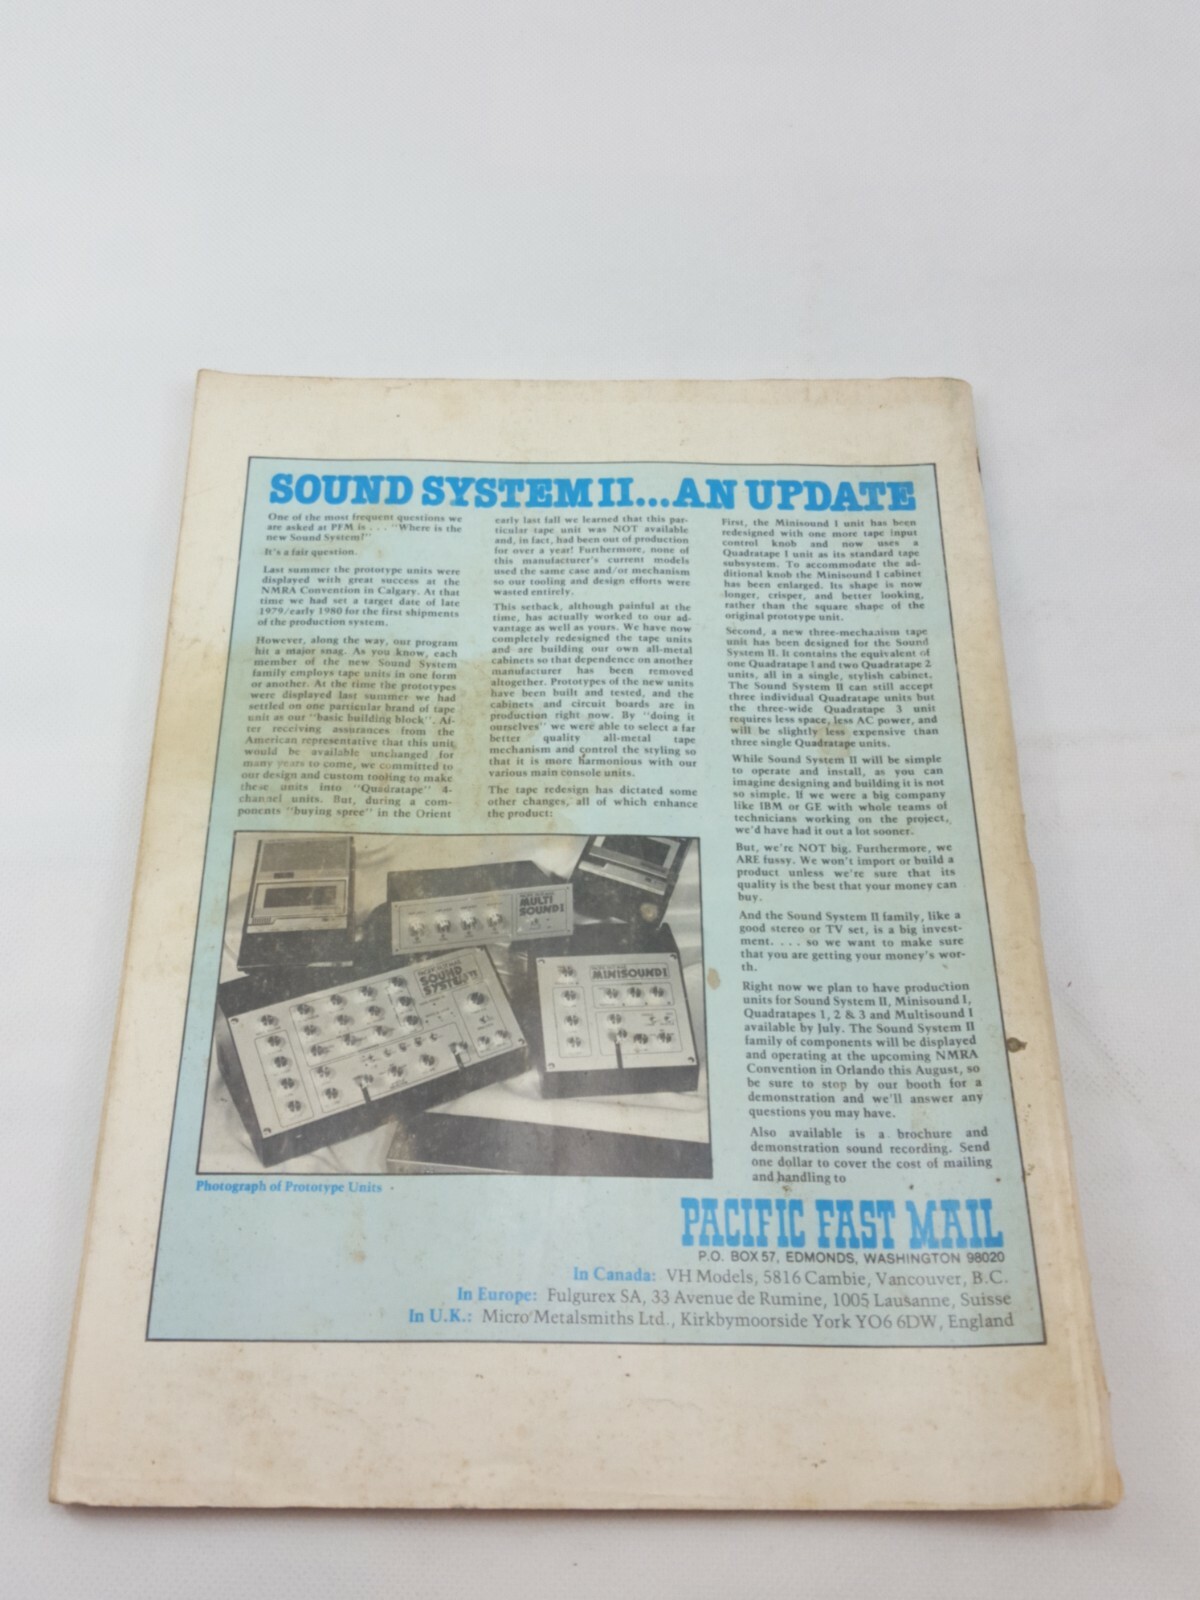 SOUND SYSTEM II...AN UPDATE
One of the most frequent questions we
are asked at PFM is . . . "Where is the
new Sound System?"
It's a fair question.
Last summer the prototype units were
displayed with great success at the
NMRA Convention in Calgary. At that
time we had set a target date of late
1979/early 1980 for the first shipments
of the production system.
However, along the way, our program
hit a major snag. As you know, each
member of the new Sound System
family employs tape units in one form
or another. At the time the prototypes
were displayed last summer we had
settled on one particular brand of tape
unit as our "basic building block". Af-
ter receiving assurances from the
American representative that this unit
would be available unchanged for
many years to come, we committed to
our design and custom tooling to make
these units into "Quadratape" 4-
channel units. But, during a com-
ponents "buying spree" in the Orient
early last fall we learned that this par-
ticular tape unit was NOT available
and, in fact, had been out of production
for over a year! Furthermore, none of
this manufacturer's current models
used the same case and/or mechanism
so our tooling and design efforts were
wasted entirely.
This setback, although painful at the
time, has actually worked to our ad-
vantage as well as yours. We have now
completely redesigned the tape units
and are building our own all-metal
cabinets so that dependence on another
manufacturer has been removed
altogether. Prototypes of the new units
have been built and tested, and the
cabinets and circuit boards are in
production right now. By "doing it
ourselves" we were able to select a far
better quality all-metal tape
mechanism and control the styling so
that it is more harmonious with our
various main console units.
The tape redesign has dictated some
other changes, all of which enhance
the product:
First, the Minisound I unit has been
redesigned with one more tape input
control knob and now uses a
Quadratape I unit as its standard tape
subsystem. To accommodate the ad-
ditional knob the Minisound I cabinet
has been enlarged. Its shape is now
longer, crisper, and better looking,
rather than the square shape of the
original prototype unit.
Second, a new three-mechanism tape
unit has been designed for the Sound
System II. It contains the equivalent of
one Quadratape 1 and two Quadratape 2
units, all in a single, stylish cabinet.
The Sound System II can still accept
three individual Quadratape units but
the three-wide Quadratape 3 unit
requires less space, less AC power, and
will be slightly less expensive than
three single Quadratape units.
While Sound System II will be simple
to operate and install, as you can
imagine designing and building it is not
so simple. If we were a big company
like IBM or GE with whole teams of
technicians working on the project,
we'd have had it out a lot sooner.
But, we're NOT big. Furthermore, we
ARE fussy. We won't import or build a
product unless we're sure that its
quality is the best that your money can
buy.
And the Sound System II family, like a
good stereo or TV set, is a big invest-
ment. . . . so we want to make sure
that you are getting your money's wor-
th.
Right now we plan to have production
units for Sound System II, Minisound I,
Quadratapes 1, 2 & 3 and Multisound I
available by July. The Sound System II
family of components will be displayed
and operating at the upcoming NMRA
Convention in Orlando this August, so
be sure to stop by our booth for a
demonstration and we'll answer any
questions you may have.
Also available is a brochure and
demonstration sound recording. Send
one dollar to cover the cost of mailing
and handling to
MULTI
SOUND I
SOUND
SYSTEM II
MINISOUND I
Photograph of Prototype Units
PACIFIC FAST MAIL
P.O. BOX 57, EDMONDS, WASHINGTON 98020
In Canada: VH Models, 5816 Cambie, Vancouver, B.C.
In Europe: Fulgurex SA, 33 Avenue de Rumine, 1005 Lausanne, Suisse
In U.K.: Micro Metalsmiths Ltd., Kirkbymoorside York YO6 6DW, England